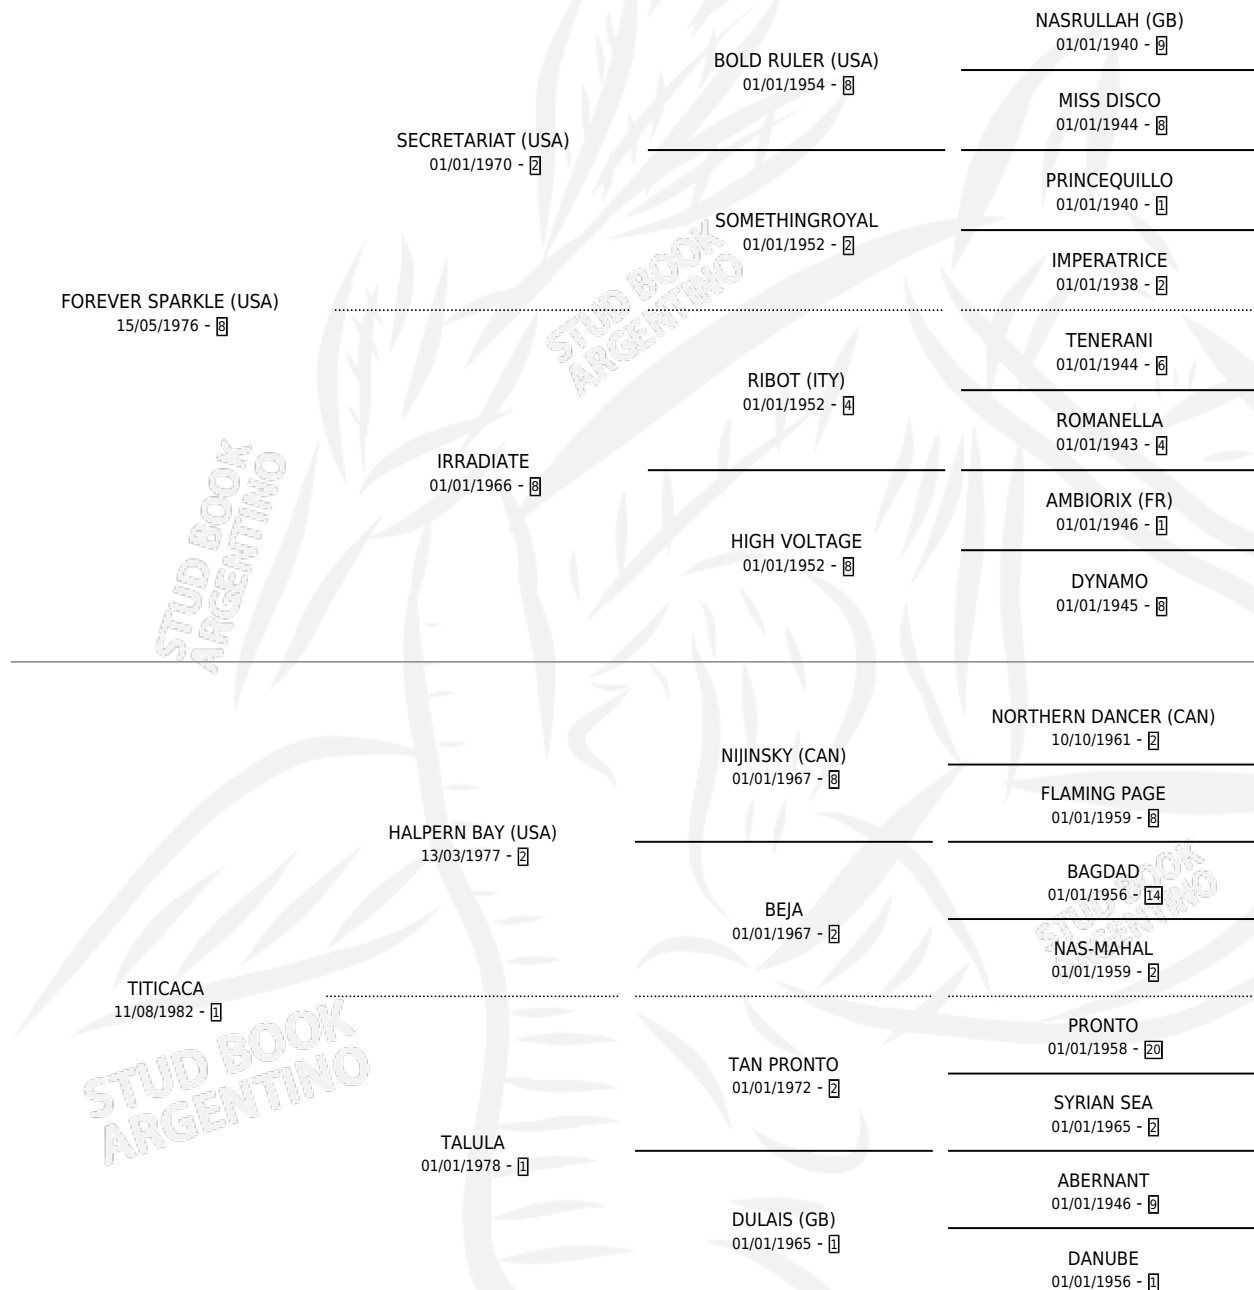 NASRULLAH (GB)
01/01/1940 - 9
BOLD RULER (USA)
01/01/1954 - 8
MISS DISCO
01/01/1944 - 8
SECRETARIAT (USA)
01/01/1970 - 2
PRINCEQUILLO
01/01/1940 - 1
SOMETHINGROYAL
01/01/1952 - 2
IMPERATRICE
01/01/1938 - 2
FOREVER SPARKLE (USA)
15/05/1976 - 8
TENERANI
01/01/1944 - 6
RIBOT (ITY)
01/01/1952 - 4
ROMANELLA
01/01/1943 - 4
IRRADIATE
01/01/1966 - 8
AMBIORIX (FR)
01/01/1946 - 1
HIGH VOLTAGE
01/01/1952 - 8
DYNAMO
01/01/1945 - 8
STUD BOOK
ARGENTINO
STUD BOOK
ARGENTINO
NORTHERN DANCER (CAN)
10/10/1961 - 2
NIJINSKY (CAN)
01/01/1967 - 8
FLAMING PAGE
01/01/1959 - 8
HALPERN BAY (USA)
13/03/1977 - 2
BAGDAD
01/01/1956 - 14
BEJA
01/01/1967 - 2
NAS-MAHAL
01/01/1959 - 2
STUD BOOK
ARGENTINO
TITICACA
11/08/1982 - 1
PRONTO
01/01/1958 - 20
TAN PRONTO
01/01/1972 - 2
SYRIAN SEA
01/01/1965 - 2
TALULA
01/01/1978 - 1
ABERNANT
01/01/1946 - 9
DULAIS (GB)
01/01/1965 - 1
DANUBE
01/01/1956 - 1
STUD BOOK
ARGENTINO